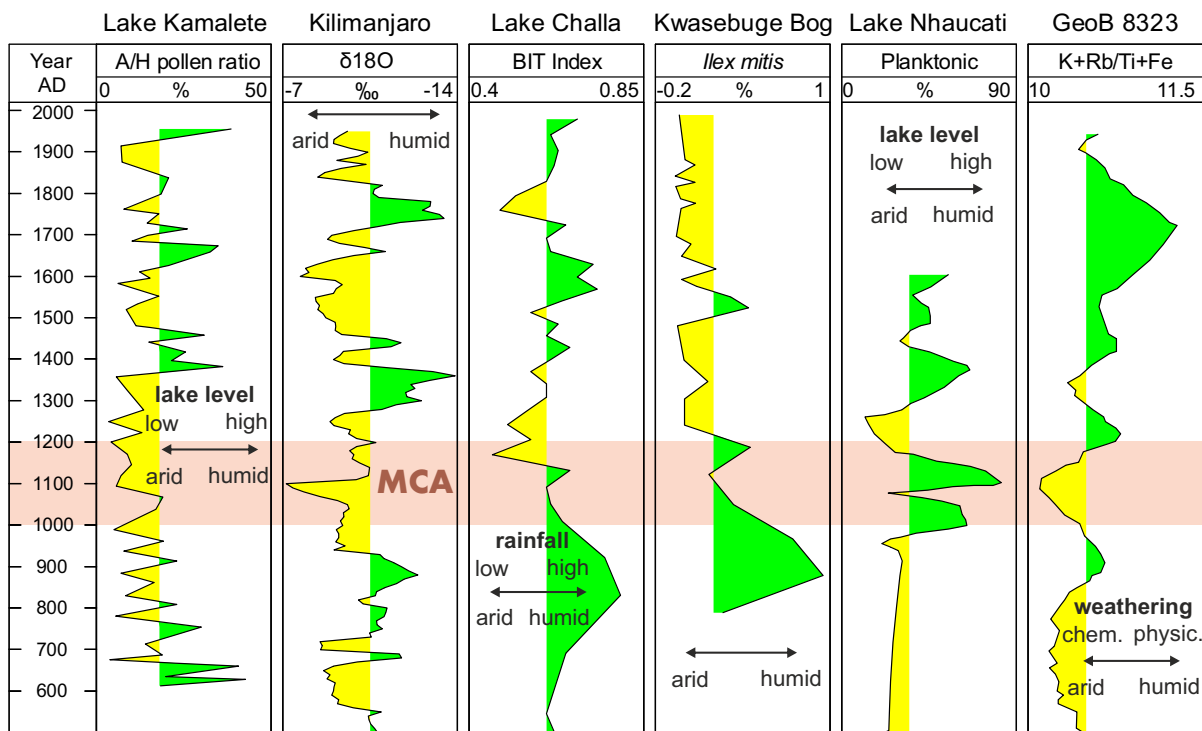 Lake Kamalete Kilimanjaro Lake Challa Kwasebuge Bog Lake Nhaucati GeoB 8323
Year A/H pollen ratio δ18O BIT Index Ilex mitis Planktonic K+Rb/Ti+Fe
AD 0 % 50 -7 ‰ -14 0.4 0.85 -0.2 % 1 0 % 90 10 11.5
2000
arid humid
lake level
low high
arid humid
1900
1800
1700
1600
1500
1400
1300
lake level
low high
arid humid
1200
MCA
1100
1000
rainfall
low high
arid humid
900
800
weathering
chem. physic.
700
arid humid
arid humid
600